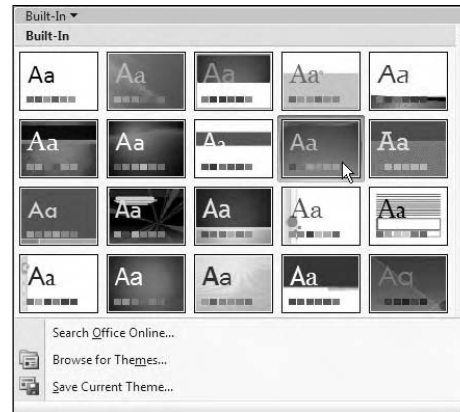 Built-In
Built-In
Aa Aa Aa Aa Aa
Aa Aa Aa Aa Aa
Aa Aa Aa Aa Aa
Aa Aa Aa Aa Aa
Search Office Online...
Browse for Themes...
Save Current Theme...